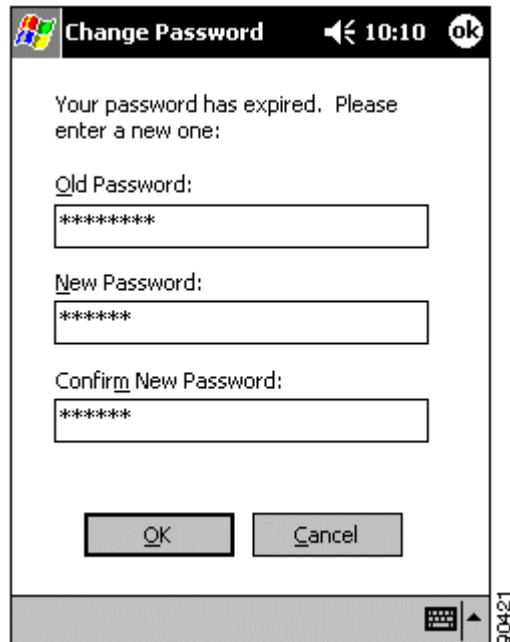 Change Password 10:10 ok
Your password has expired. Please
enter a new one:
Old Password:
********
New Password:
******
Confirm New Password:
******
OK Cancel
90421